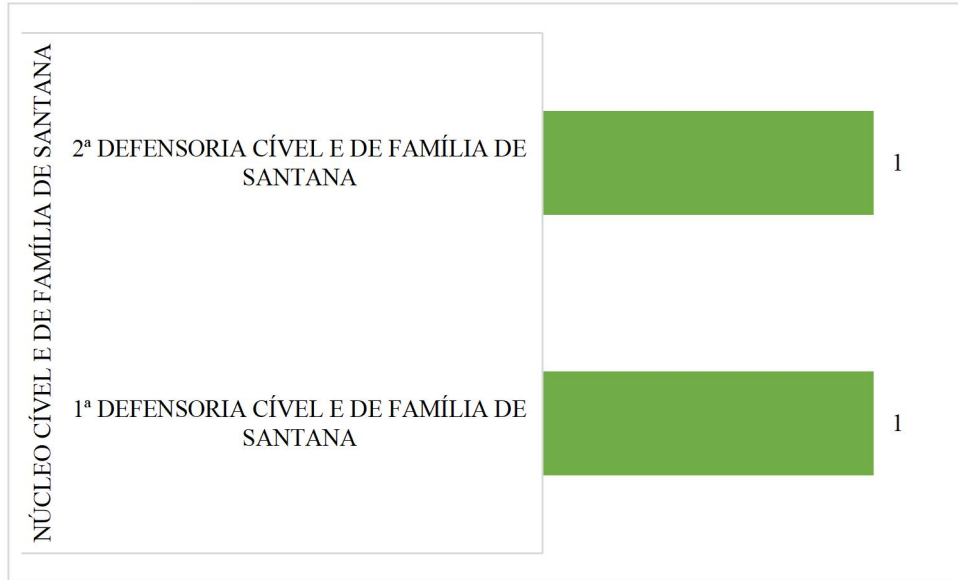 NÚCLEO CÍVEL E DE FAMÍLIA DE SANTANA
2ª DEFENSORIA CÍVEL E DE FAMÍLIA DE
SANTANA
1
1ª DEFENSORIA CÍVEL E DE FAMÍLIA DE
SANTANA
1